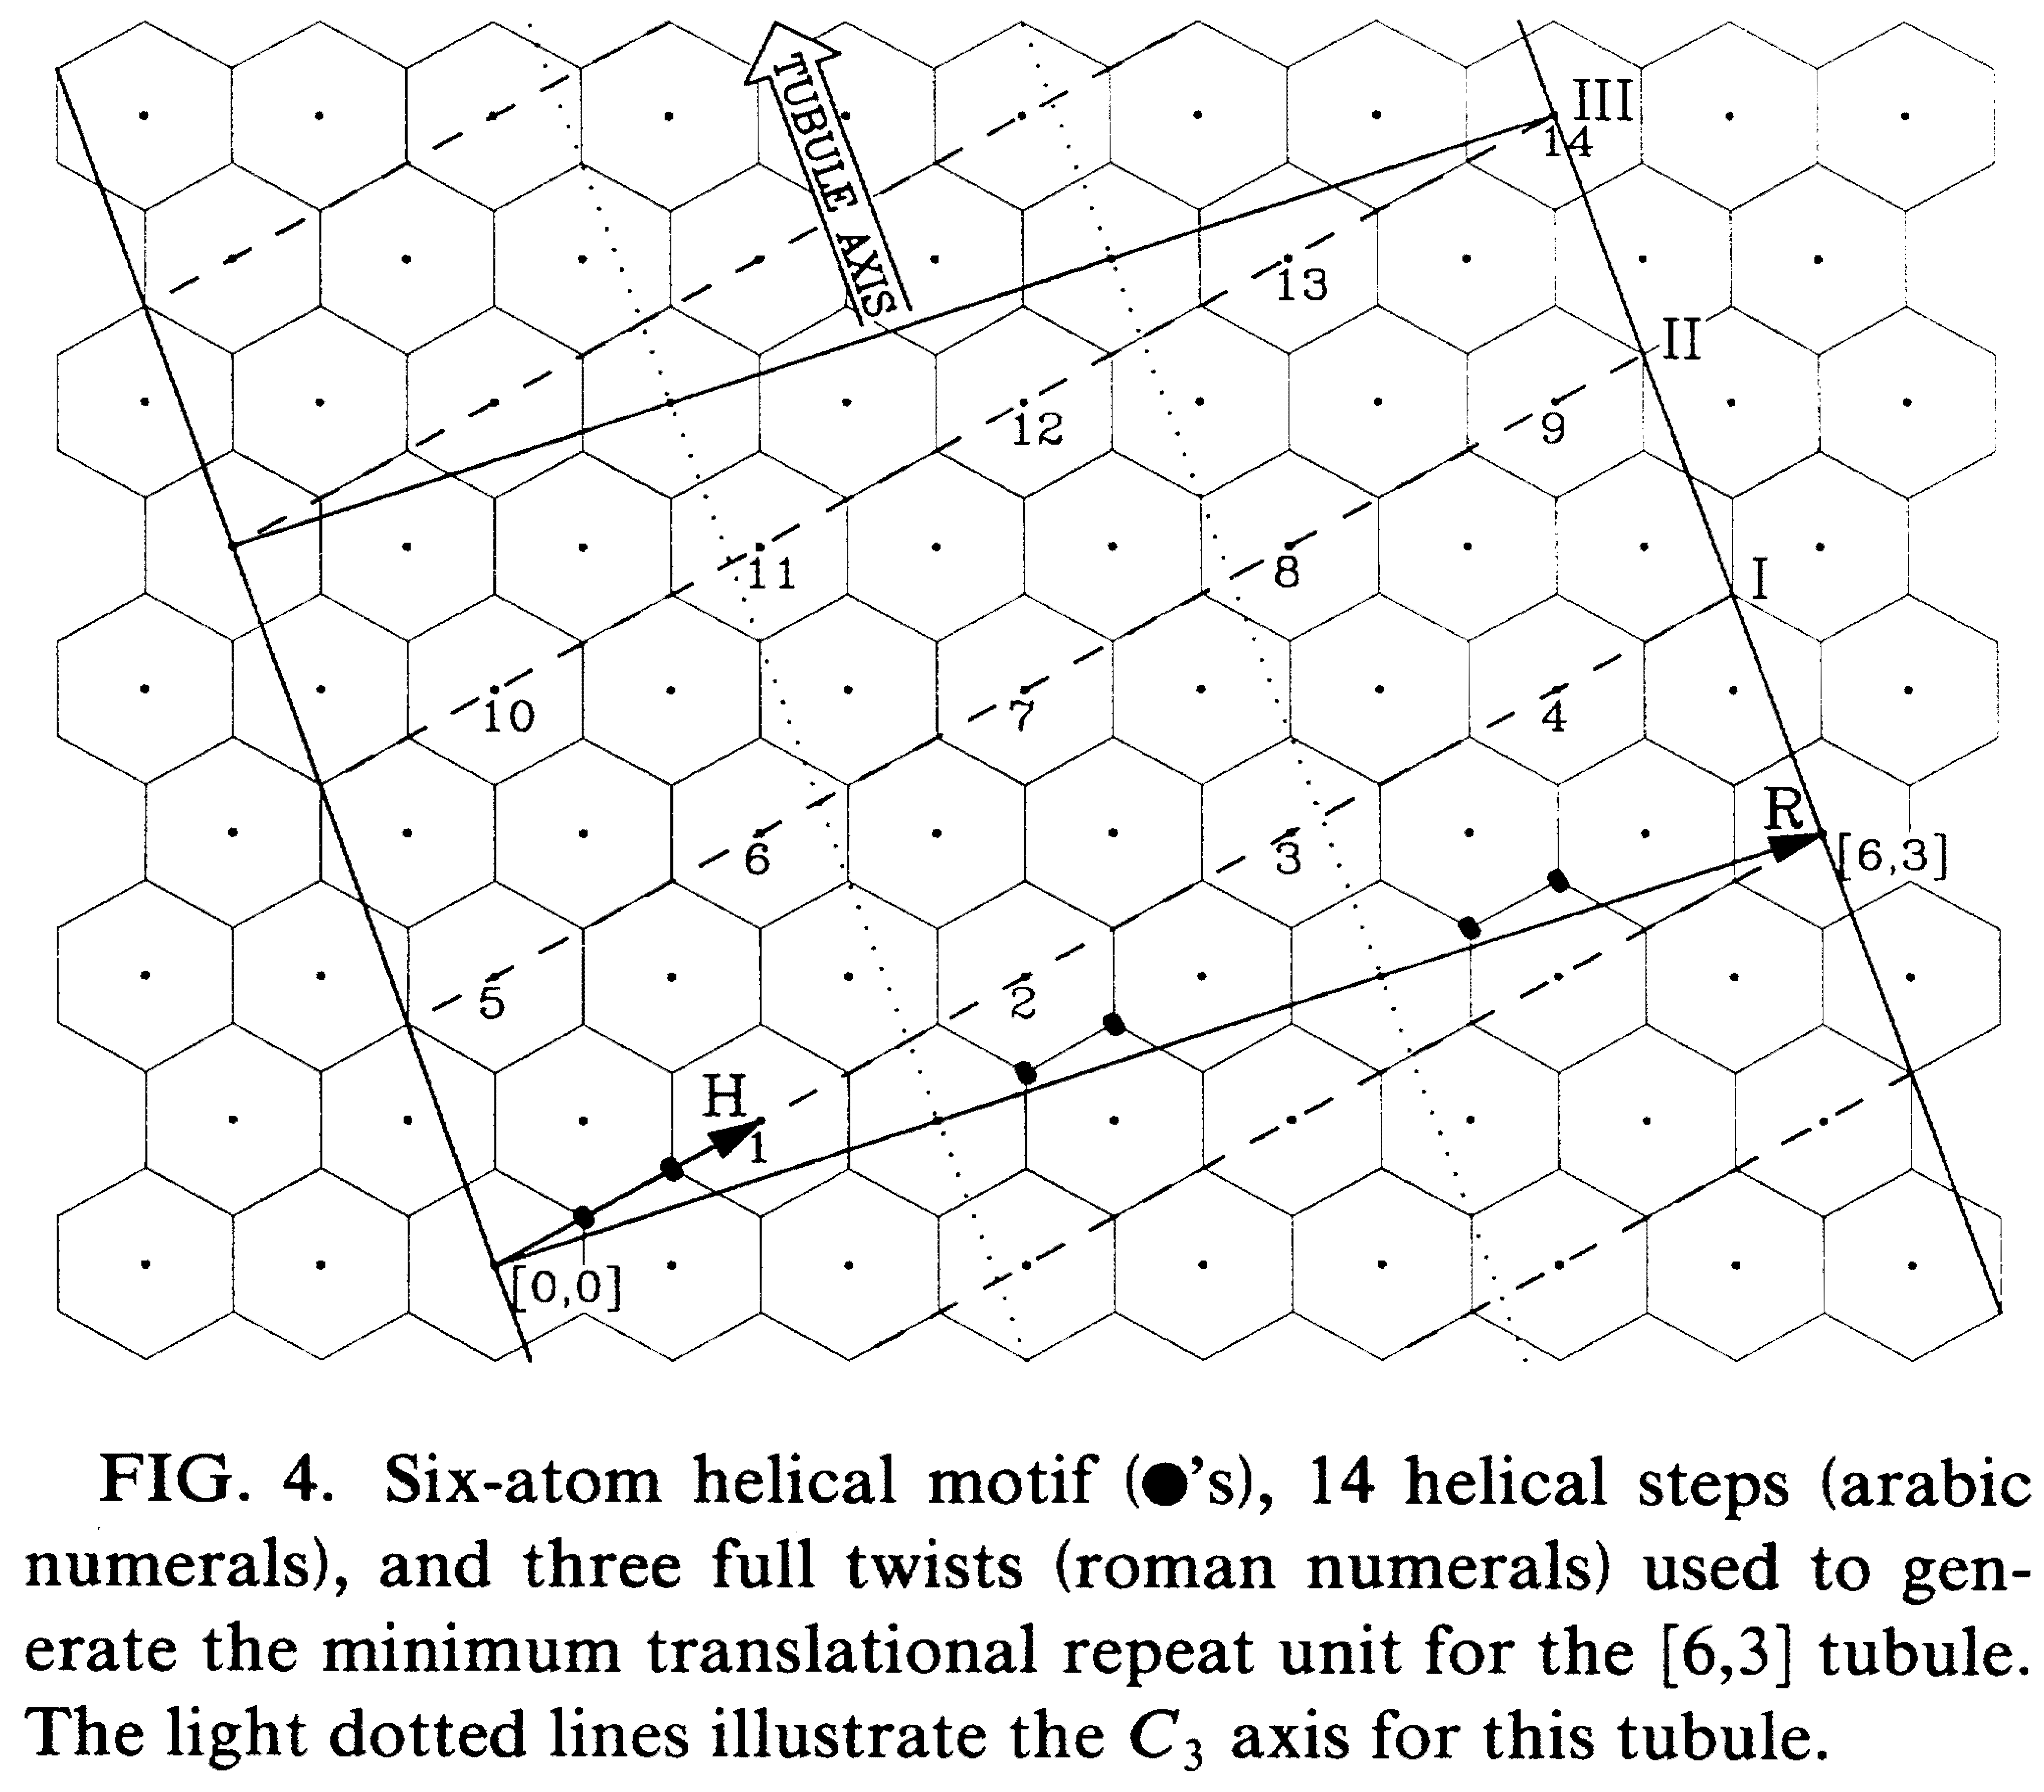 TUBULE AXIS
III
14
13
II
12
9
11
8
I
10
7
4
R
6
3
[6,3]
5
2
H
1
[0,0]
FIG. 4. Six-atom helical motif (●'s), 14 helical steps (arabic
numerals), and three full twists (roman numerals) used to gen-
erate the minimum translational repeat unit for the [6,3] tubule.
The light dotted lines illustrate the C₃ axis for this tubule.